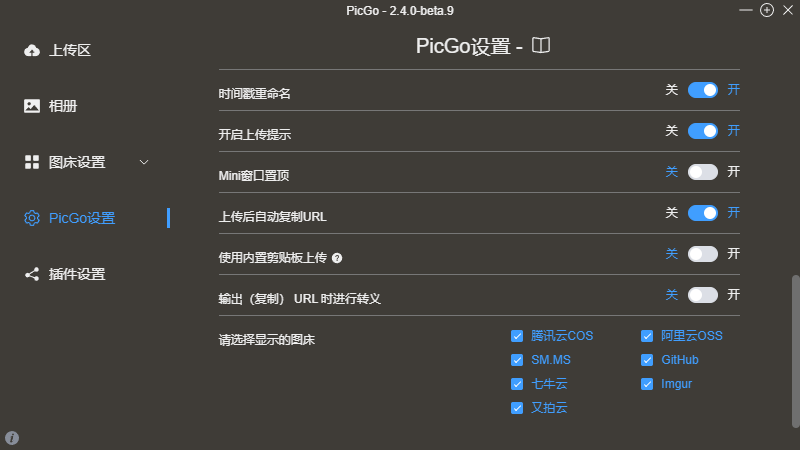 PicGo - 2.4.0-beta.9
上传区
相册
图床设置
PicGo设置
插件设置
PicGo设置 -
时间戳重命名 关 开
开启上传提示 关 开
Mini窗口置顶 关 开
上传后自动复制URL 关 开
使用内置剪贴板上传 关 开
输出（复制） URL 时进行转义 关 开
请选择显示的图床
腾讯云COS 阿里云OSS
SM.MS GitHub
七牛云 Imgur
又拍云